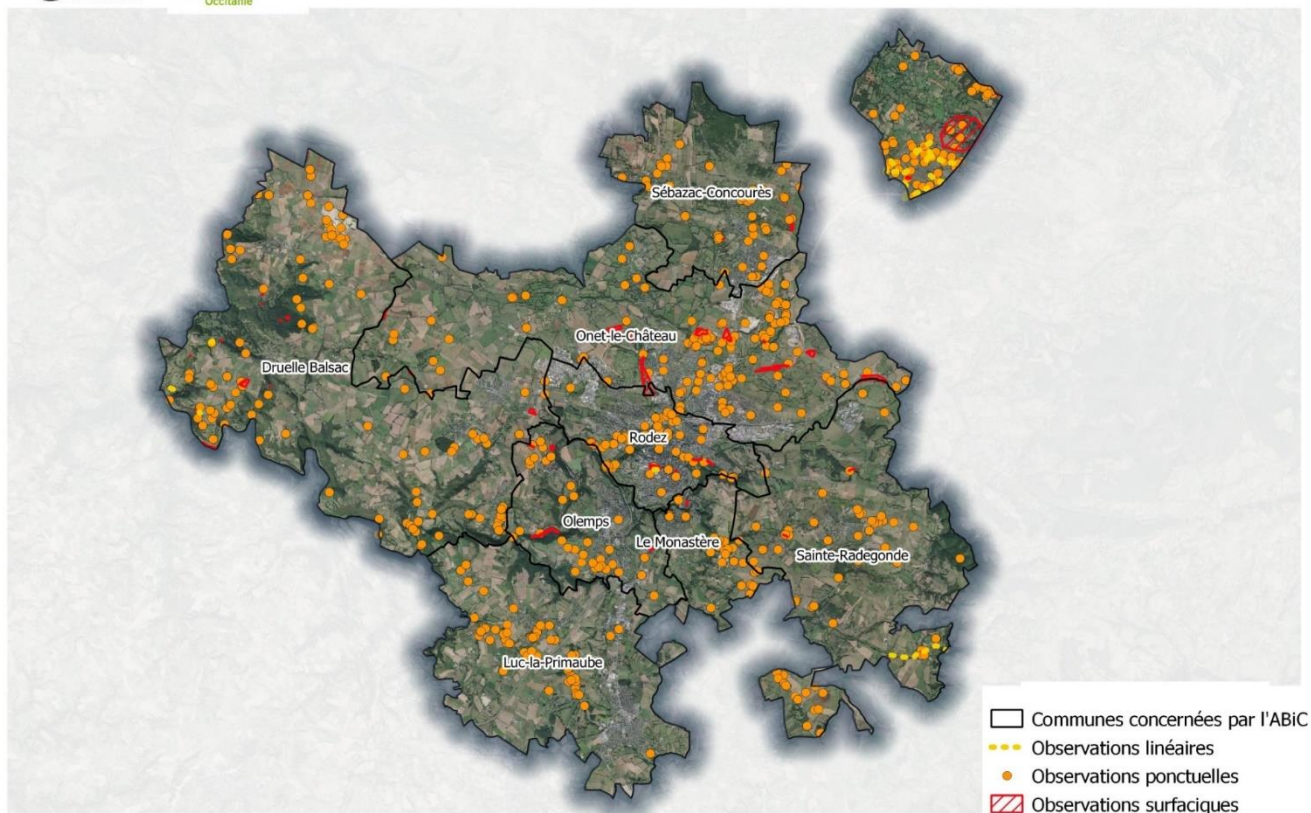 Occitanie
Sébazac-Concourès
Onet-le-Château
Druelle Balsac
Rodez
Olemps
Le Monastère
Sainte-Radegonde
Luc-la-Primaube
Communes concernées par l'ABiC
Observations linéaires
Observations ponctuelles
Observations surfaciques